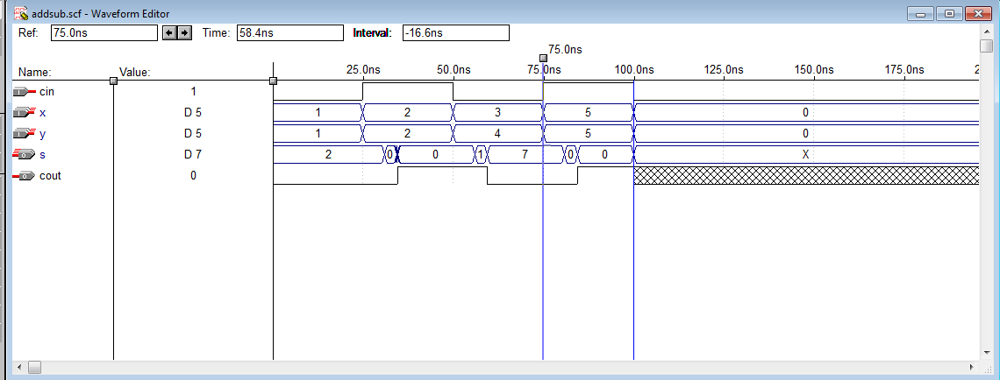 addsub.scf - Waveform Editor
Ref: 75.0ns Time: 58.4ns Interval: -16.6ns
75.0ns
Name: Value: 25.0ns 50.0ns 75.0ns 100.0ns 125.0ns 150.0ns 175.0ns 2
cin 1
x D 5 1 2 3 5 0
y D 5 1 2 4 5 0
s D 7 2 0 0 1 7 0 0 X
cout 0